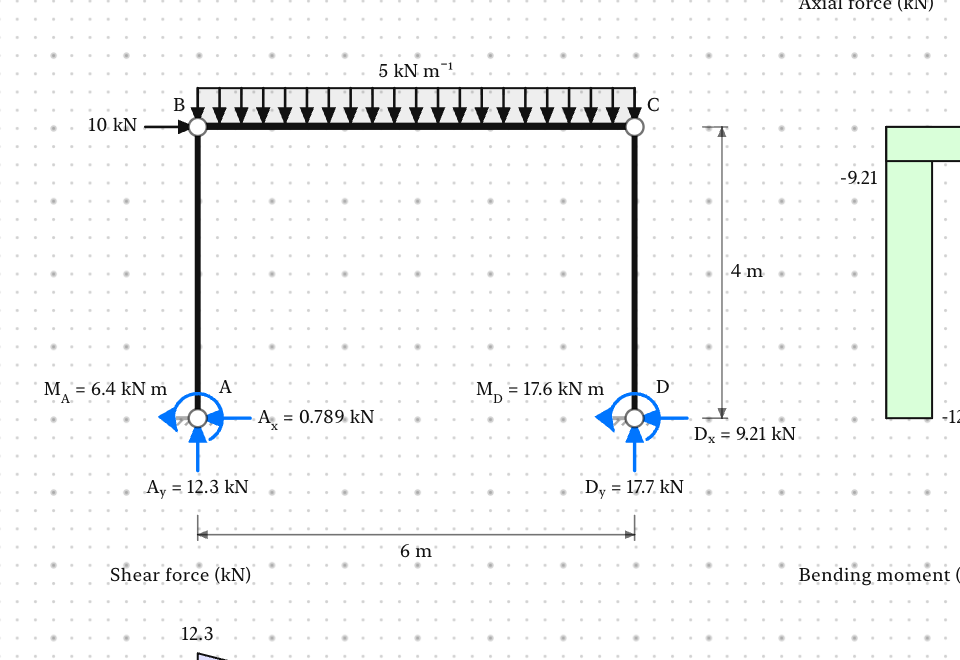 Axial force (kN)
5 kN m⁻¹
B
C
10 kN
-9.21
4 m
M_A = 6.4 kN m
A
M_D = 17.6 kN m
D
A_x = 0.789 kN
D_x = 9.21 kN
-12
A_y = 12.3 kN
D_y = 17.7 kN
6 m
Shear force (kN)
Bending moment (
12.3